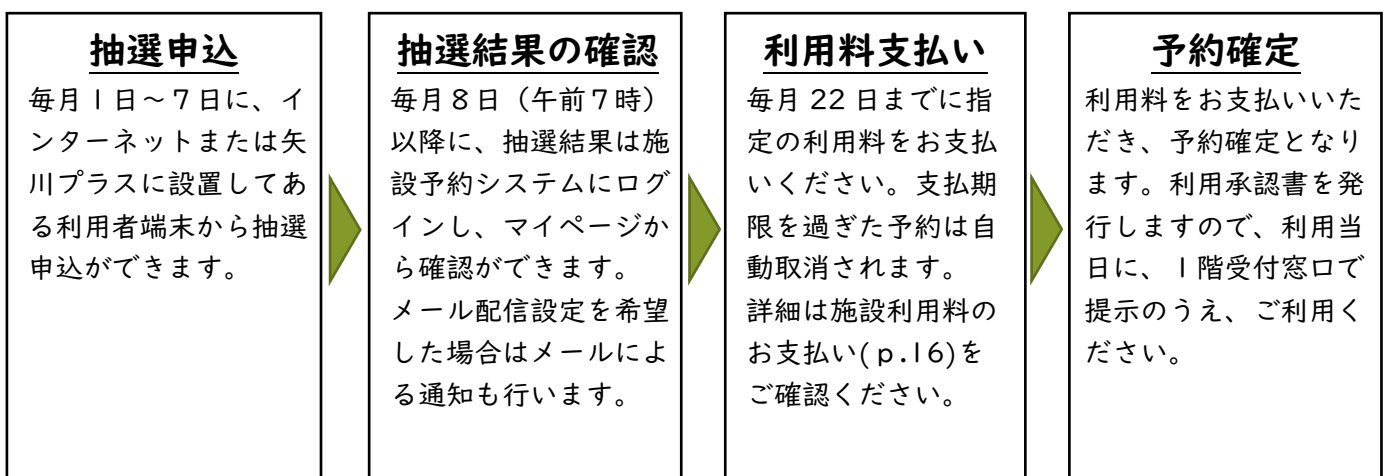 抽選申込
毎月1日~7日に、イ
ンターネットまたは矢
川プラスに設置してあ
る利用者端末から抽選
申込ができます。
抽選結果の確認
毎月8日(午前7時)
以降に、抽選結果は施
設予約システムにログ
インし、マイページか
ら確認ができます。
メール配信設定を希望
した場合はメールによ
る通知も行います。
利用料支払い
毎月 22 日までに指
定の利用料をお支払
いください。支払期
限を過ぎた予約は自
動取消されます。
詳細は施設利用料の
お支払い(p.16)を
ご確認ください。
予約確定
利用料をお支払いいた
だき、予約確定となり
ます。利用承認書を発
行しますので、利用当
日に、1階受付窓口で
提示のうえ、ご利用く
ださい。